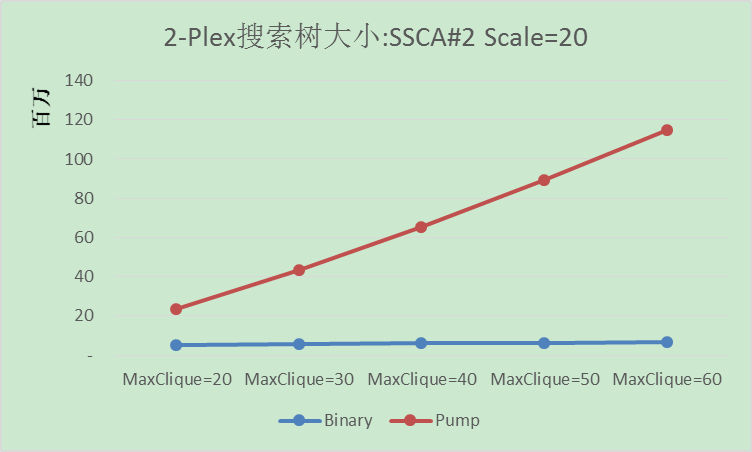 2-Plex搜索树大小:SSCA#2 Scale=20
百万
140
120
100
80
60
40
20
-
MaxClique=20 MaxClique=30 MaxClique=40 MaxClique=50 MaxClique=60
Binary Pump